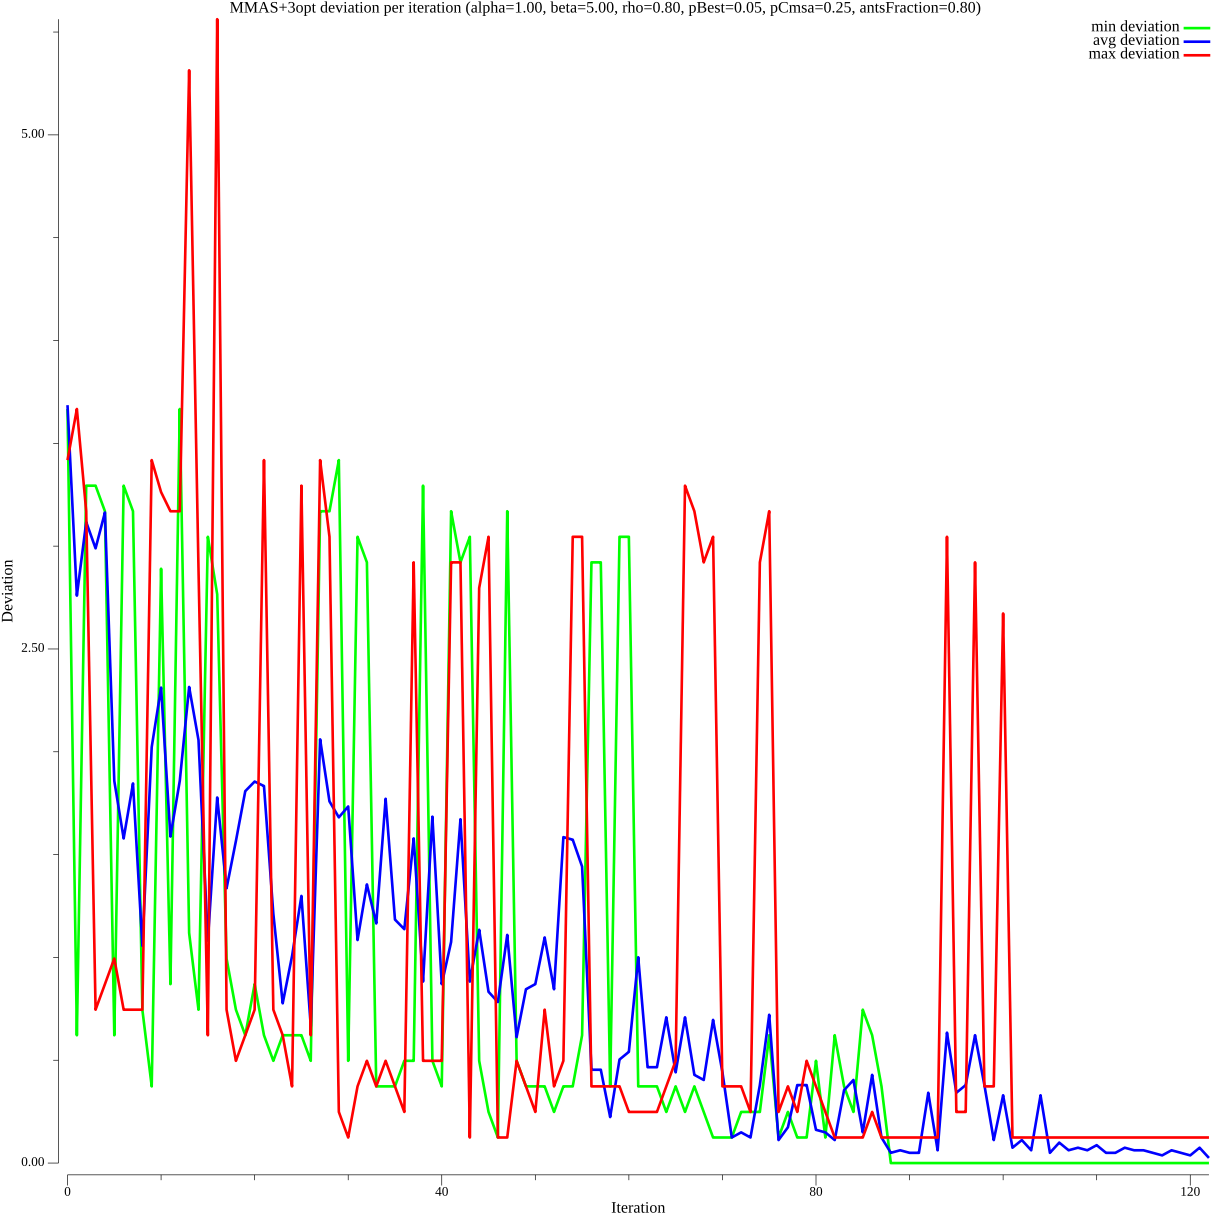 MMAS+3opt deviation per iteration (alpha=1.00, beta=5.00, rho=0.80, pBest=0.05, pCmsa=0.25, antsFraction=0.80)
min deviation
avg deviation
max deviation
5.00
2.50
0.00
Deviation
0
40
80
120
Iteration